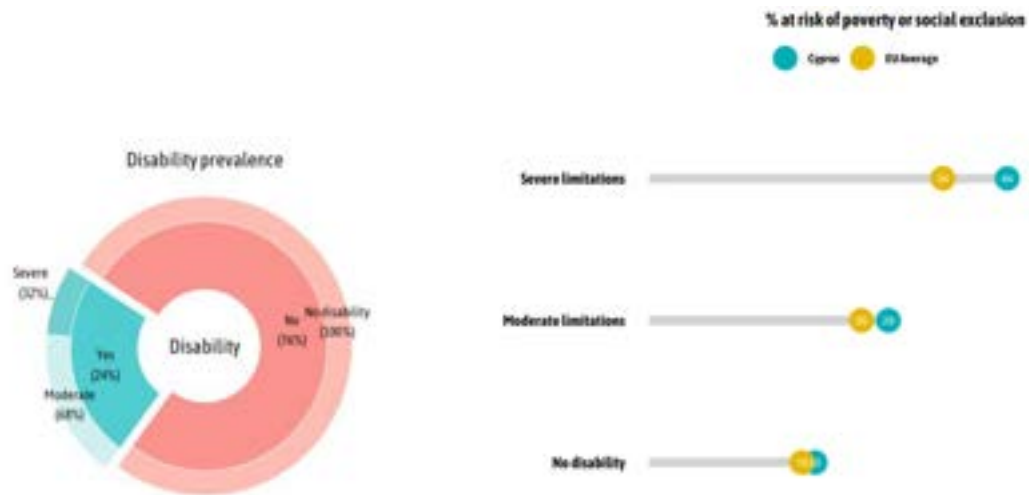 Disability prevalence
Severe
(32%)
Yes
(24%)
Moderate
(68%)
Disability
No
(76%)
No disability
(100%)
% at risk of poverty or social exclusion
Cyprus
EU Average
Severe limitations
Moderate limitations
No disability